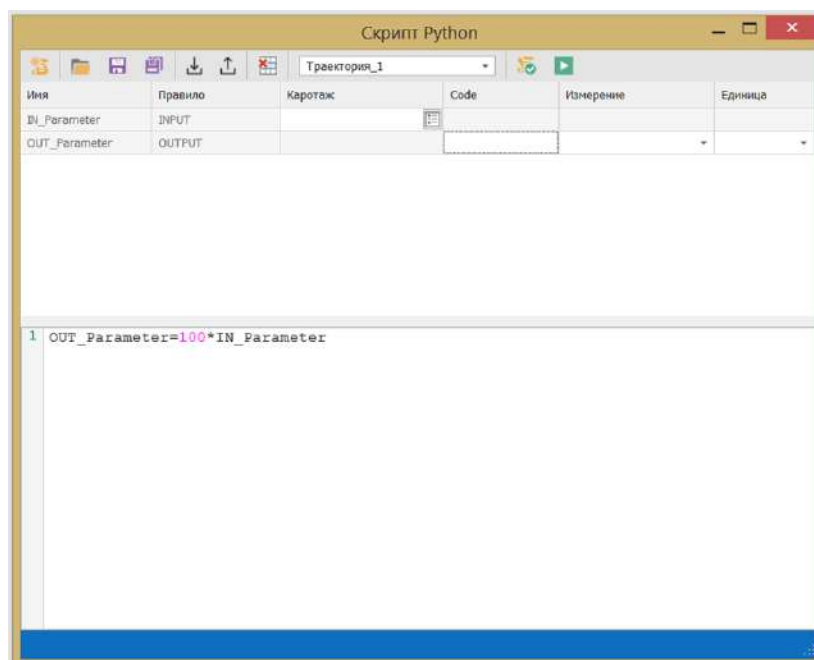 Скрипт Python
Траектория_1
Имя Правило Каротаж Code Измерение Единица
IN_Parameter INPUT
OUT_Parameter OUTPUT
1 OUT_Parameter=100*IN_Parameter